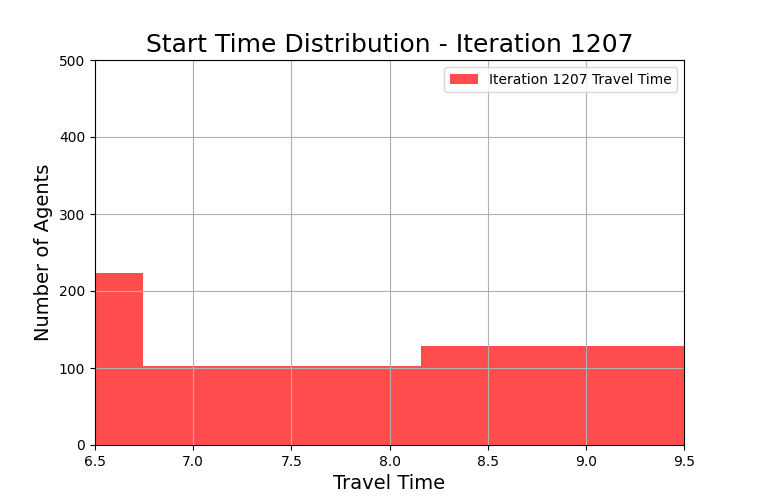 Start Time Distribution - Iteration 1207
Iteration 1207 Travel Time
Number of Agents
500
400
300
200
100
0
6.5 7.0 7.5 8.0 8.5 9.0 9.5
Travel Time